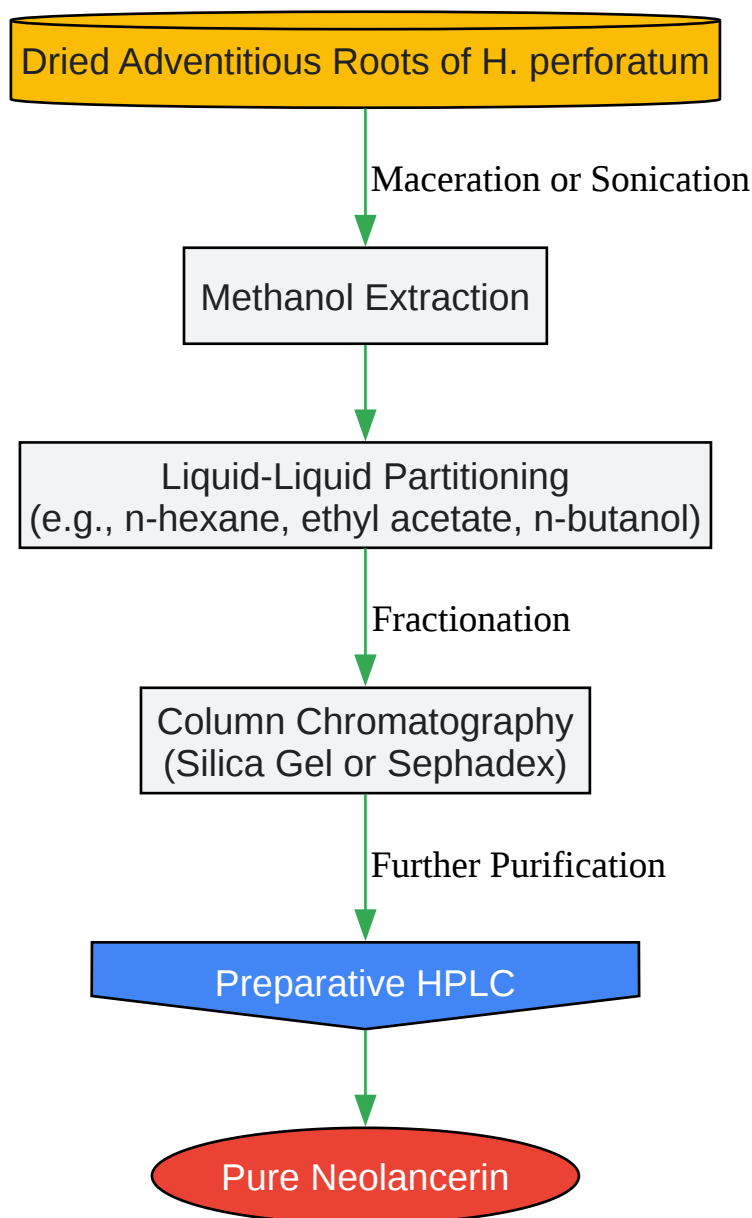 Dried Adventitious Roots of H. perforatum
Maceration or Sonication
Methanol Extraction
Liquid-Liquid Partitioning
(e.g., n-hexane, ethyl acetate, n-butanol)
Fractionation
Column Chromatography
(Silica Gel or Sephadex)
Further Purification
Preparative HPLC
Pure Neolancerin